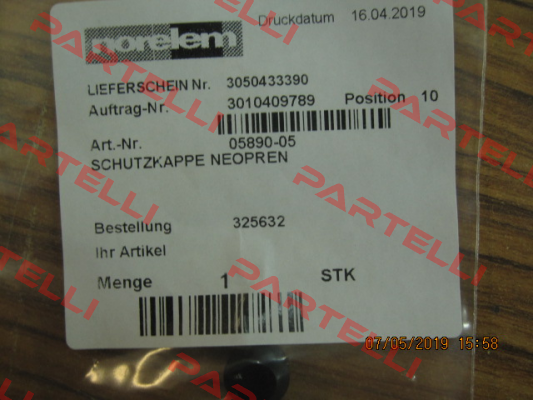 norelem
Druckdatum 16.04.2019
LIEFERSCHEIN Nr. 3050433390
Auftrag-Nr. 3010409789 Position 10
Art.-Nr. 05890-05
SCHUTZKAPPE NEOPREN
Bestellung 325632
Ihr Artikel
Menge 1 STK
07/05/2019 15:58
PARTELLI
PARTELLI
PARTELLI
PARTELLI
PARTELLI
PARTELLI